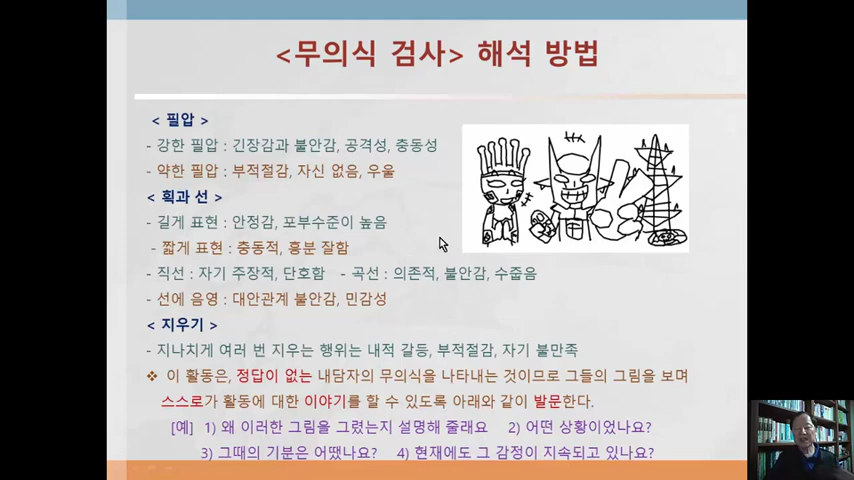 <무의식 검사> 해석 방법
< 필압 >
- 강한 필압 : 긴장감과 불안감, 공격성, 충동성
- 약한 필압 : 부적절감, 자신 없음, 우울
< 획과 선 >
- 길게 표현 : 안정감, 포부수준이 높음
- 짧게 표현 : 충동적, 흥분 잘함
- 직선 : 자기 주장적, 단호함 - 곡선 : 의존적, 불안감, 수줍음
- 선에 음영 : 대안관계 불안감, 민감성
< 지우기 >
- 지나치게 여러 번 지우는 행위는 내적 갈등, 부적절감, 자기 불만족
❖ 이 활동은, 정답이 없는 내담자의 무의식을 나타내는 것이므로 그들의 그림을 보며
스스로가 활동에 대한 이야기를 할 수 있도록 아래와 같이 발문한다.
[예] 1) 왜 이러한 그림을 그렸는지 설명해 줄래요 2) 어떤 상황이었나요?
3) 그때의 기분은 어땠나요? 4) 현재에도 그 감정이 지속되고 있나요?